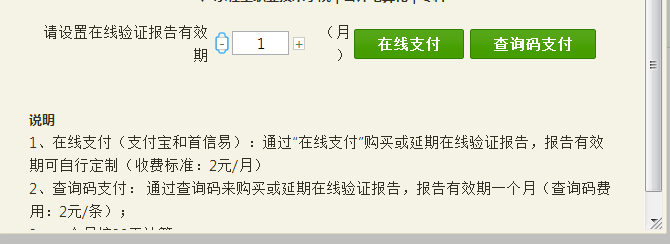 请设置在线验证报告有效
期
- 1 +
（月
）
在线支付
查询码支付
说明
1、在线支付（支付宝和首信易）：通过“在线支付”购买或延期在线验证报告，报告有效
期可自行定制（收费标准：2元/月）
2、查询码支付： 通过查询码来购买或延期在线验证报告，报告有效期一个月（查询码费
用：2元/条）；